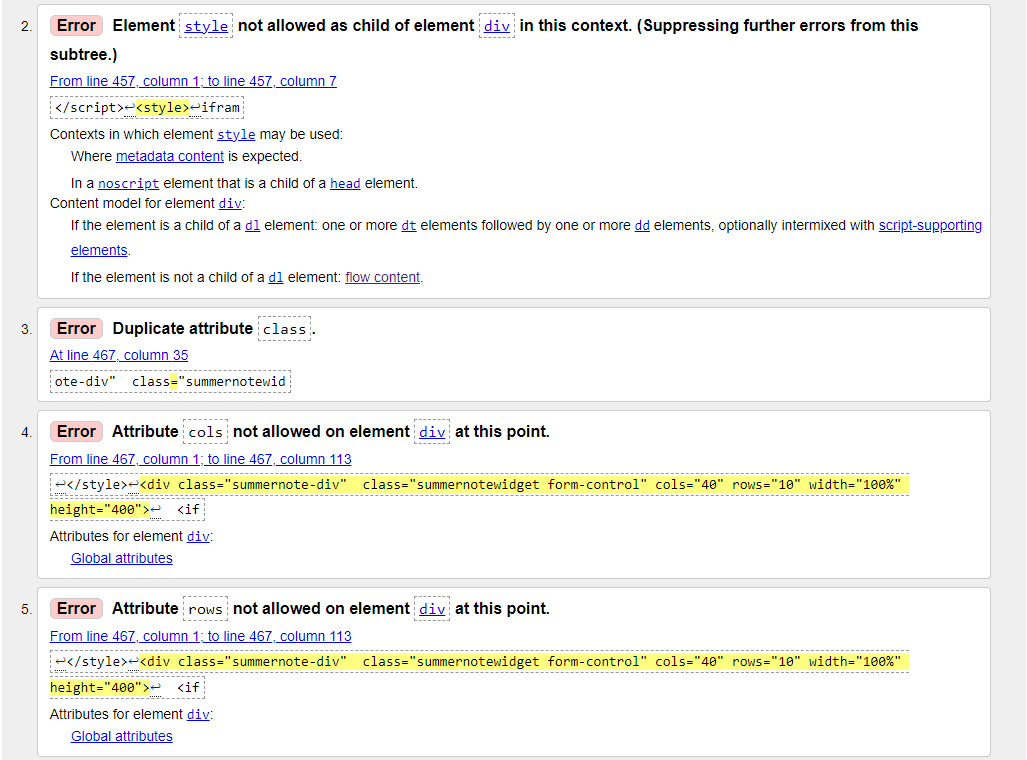 2. Error Element style not allowed as child of element div in this context. (Suppressing further errors from this
subtree.)
From line 457, column 1; to line 457, column 7
</script>↩<style>↩ifram
Contexts in which element style may be used:
Where metadata content is expected.
In a noscript element that is a child of a head element.
Content model for element div:
If the element is a child of a dl element: one or more dt elements followed by one or more dd elements, optionally intermixed with script-supporting
elements.
If the element is not a child of a dl element: flow content.
3. Error Duplicate attribute class.
At line 467, column 35
ote-div"  class="summernotewid
4. Error Attribute cols not allowed on element div at this point.
From line 467, column 1; to line 467, column 113
↩</style>↩<div class="summernote-div"  class="summernotewidget form-control" cols="40" rows="10" width="100%"
height="400">↩  <if
Attributes for element div:
Global attributes
5. Error Attribute rows not allowed on element div at this point.
From line 467, column 1; to line 467, column 113
↩</style>↩<div class="summernote-div"  class="summernotewidget form-control" cols="40" rows="10" width="100%"
height="400">↩  <if
Attributes for element div:
Global attributes